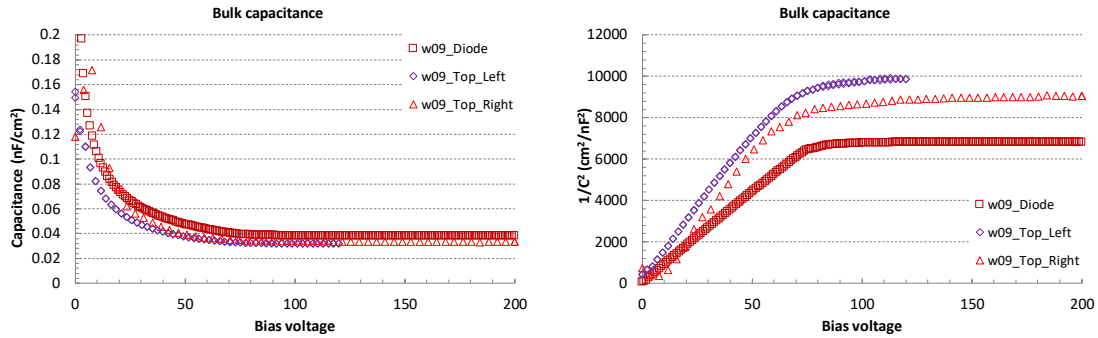 Bulk capacitance
0.2
0.18
0.16
0.14
0.12
0.1
0.08
0.06
0.04
0.02
0
Capacitance (nF/cm²)
0
50
100
150
200
Bias voltage
w09_Diode
w09_Top_Left
w09_Top_Right
Bulk capacitance
12000
10000
8000
6000
4000
2000
0
1/C² (cm²/nF²)
0
50
100
150
200
Bias voltage
w09_Diode
w09_Top_Left
w09_Top_Right